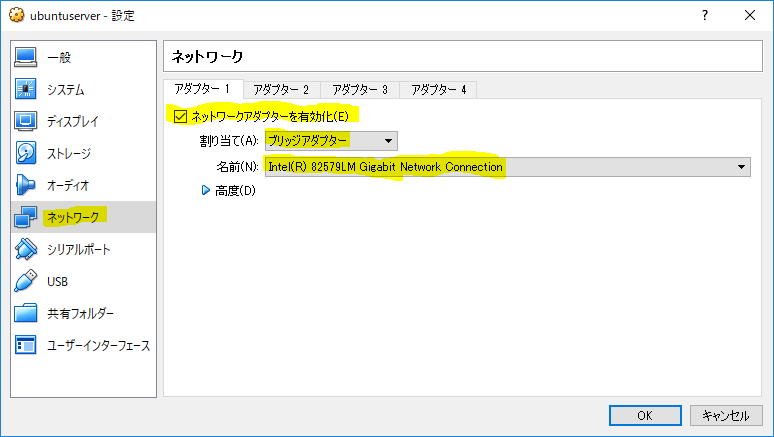 ubuntuserver - 設定
?
一般
システム
ディスプレイ
ストレージ
オーディオ
ネットワーク
シリアルポート
USB
共有フォルダー
ユーザーインターフェース
ネットワーク
アダプター 1 アダプター 2 アダプター 3 アダプター 4
ネットワークアダプターを有効化(E)
割り当て(A): ブリッジアダプター
名前(N): Intel(R) 82579LM Gigabit Network Connection
高度(D)
OK キャンセル